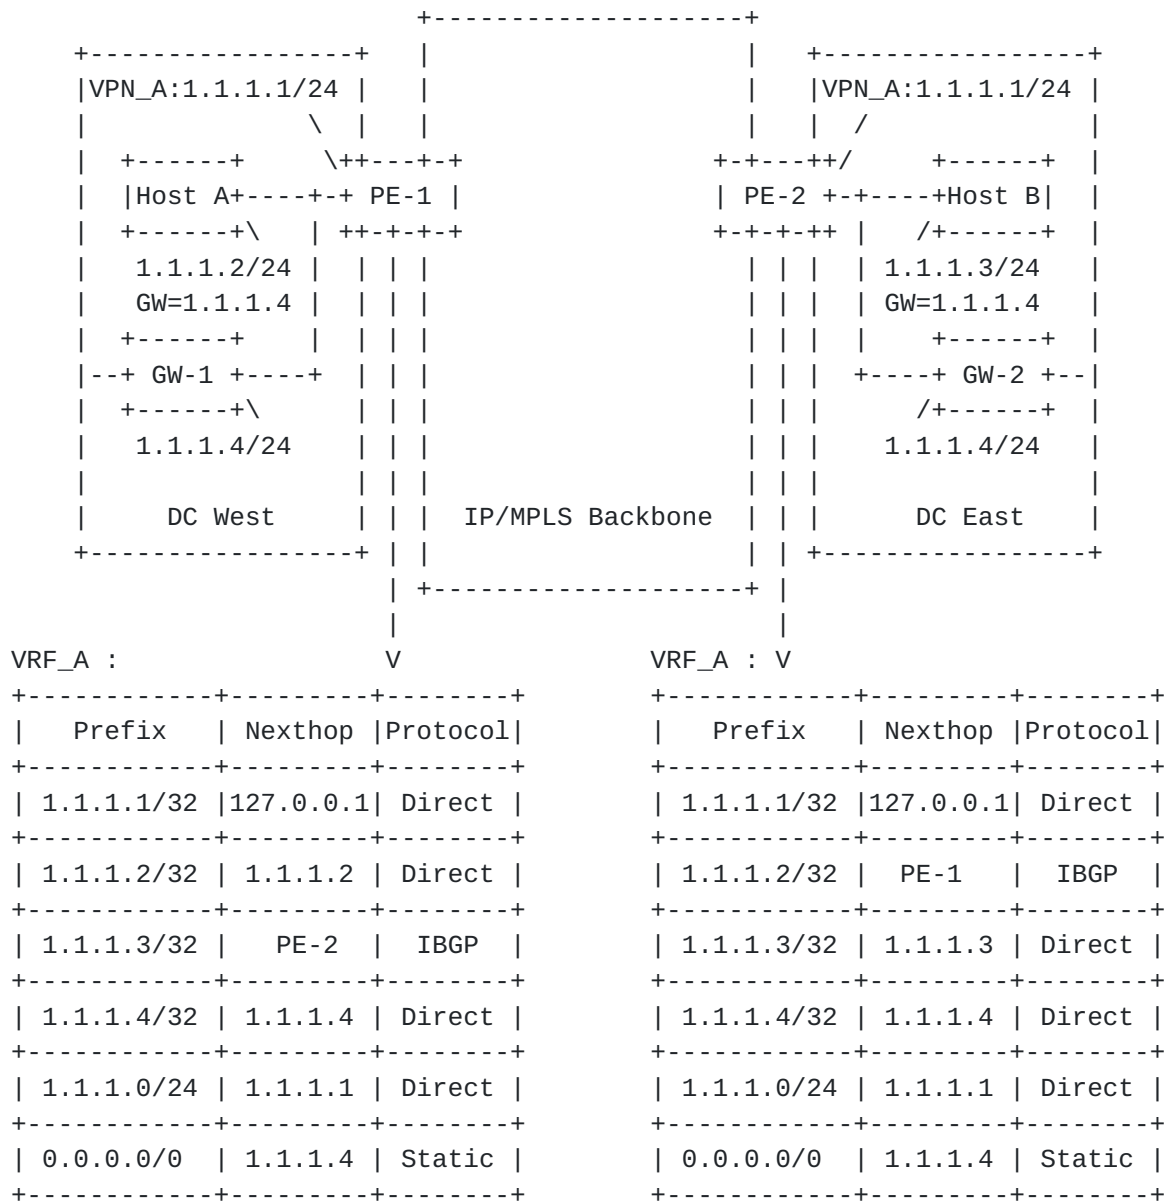 VPN_A:1.1.1.1/24 VPN_A:1.1.1.1/24
Host A PE-1 PE-2 Host B
1.1.1.2/24 1.1.1.3/24
GW=1.1.1.4 GW=1.1.1.4
GW-1 GW-2
1.1.1.4/24 1.1.1.4/24
DC West IP/MPLS Backbone DC East
VRF_A : V VRF_A : V
Prefix Nexthop Protocol Prefix Nexthop Protocol
1.1.1.1/32 127.0.0.1 Direct 1.1.1.1/32 127.0.0.1 Direct
1.1.1.2/32 1.1.1.2 Direct 1.1.1.2/32 PE-1 IBGP
1.1.1.3/32 PE-2 IBGP 1.1.1.3/32 1.1.1.3 Direct
1.1.1.4/32 1.1.1.4 Direct 1.1.1.4/32 1.1.1.4 Direct
1.1.1.0/24 1.1.1.1 Direct 1.1.1.0/24 1.1.1.1 Direct
0.0.0.0/0 1.1.1.4 Static 0.0.0.0/0 1.1.1.4 Static